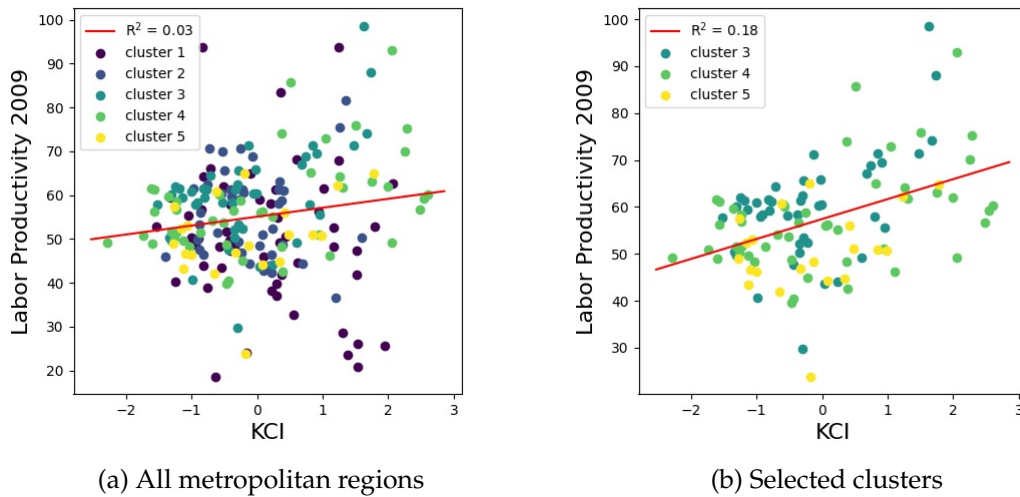 R² = 0.03
cluster 1
cluster 2
cluster 3
cluster 4
cluster 5
Labor Productivity 2009
100
90
80
70
60
50
40
30
20
−2 −1 0 1 2 3
KCI
(a) All metropolitan regions
R² = 0.18
cluster 3
cluster 4
cluster 5
Labor Productivity 2009
100
90
80
70
60
50
40
30
−2 −1 0 1 2 3
KCI
(b) Selected clusters